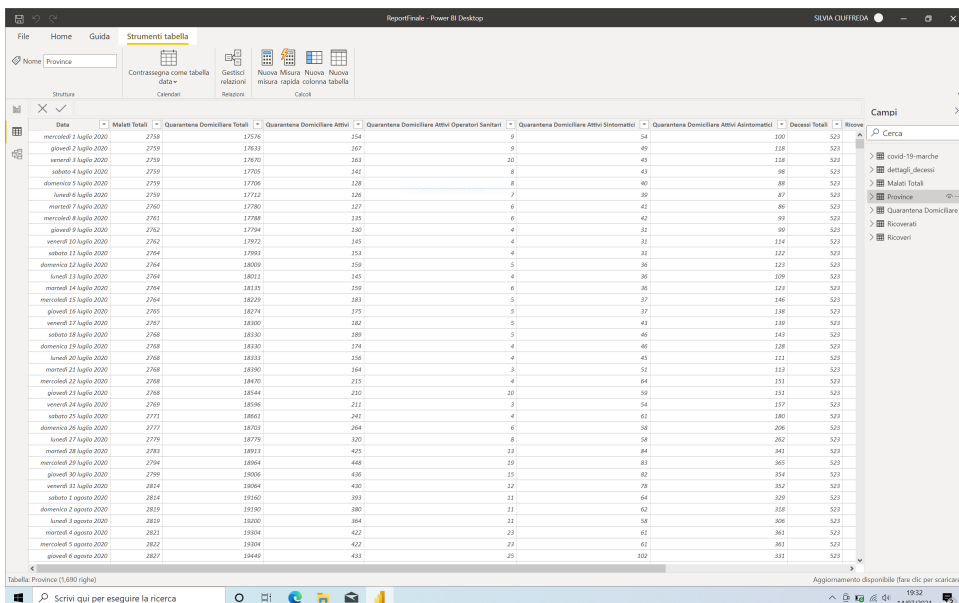 ReportFinale - Power BI Desktop SILVIA CIUFFREDA
File Home Guida Strumenti tabella
Nome Province
Contrassegna come tabella Gestisci Nuova Misura Nuova Nuova
data relazioni misura rapida colonna tabella
Struttura Calendari Relazioni Calcoli
Data Malati Totali Quarantena Domiciliare Totali Quarantena Domiciliare Attivi Quarantena Domiciliare Attivi Operatori Sanitari Quarantena Domiciliare Attivi Sintomatici Quarantena Domiciliare Attivi Asintomatici Decessi Totali Ricove
mercoledì 1 luglio 2020 2758 17576 154 9 54 100 523
giovedì 2 luglio 2020 2759 17633 167 9 49 118 523
venerdì 3 luglio 2020 2759 17670 163 10 45 118 523
sabato 4 luglio 2020 2759 17705 141 8 43 98 523
domenica 5 luglio 2020 2759 17706 128 8 40 88 523
lunedì 6 luglio 2020 2759 17712 126 7 39 87 523
martedì 7 luglio 2020 2760 17780 127 6 41 86 523
mercoledì 8 luglio 2020 2761 17788 135 6 42 93 523
giovedì 9 luglio 2020 2762 17794 130 4 31 99 523
venerdì 10 luglio 2020 2762 17972 145 4 31 114 523
sabato 11 luglio 2020 2764 17993 153 4 31 122 523
domenica 12 luglio 2020 2764 18009 159 5 36 123 523
lunedì 13 luglio 2020 2764 18011 145 4 36 109 523
martedì 14 luglio 2020 2764 18135 159 6 36 123 523
mercoledì 15 luglio 2020 2764 18229 183 5 37 146 523
giovedì 16 luglio 2020 2765 18274 175 5 37 138 523
venerdì 17 luglio 2020 2767 18300 182 5 43 139 523
sabato 18 luglio 2020 2768 18330 189 5 46 143 523
domenica 19 luglio 2020 2768 18330 174 4 46 128 523
lunedì 20 luglio 2020 2768 18333 156 4 45 111 523
martedì 21 luglio 2020 2768 18390 164 3 51 113 523
mercoledì 22 luglio 2020 2768 18470 215 4 64 151 523
giovedì 23 luglio 2020 2768 18544 210 10 59 151 523
venerdì 24 luglio 2020 2769 18596 211 3 54 157 523
sabato 25 luglio 2020 2771 18661 241 4 61 180 523
domenica 26 luglio 2020 2777 18703 264 6 58 206 523
lunedì 27 luglio 2020 2779 18779 320 8 58 262 523
martedì 28 luglio 2020 2783 18913 425 13 84 341 523
mercoledì 29 luglio 2020 2794 18964 448 19 83 365 523
giovedì 30 luglio 2020 2799 19006 436 15 82 354 523
venerdì 31 luglio 2020 2814 19064 430 12 78 352 523
sabato 1 agosto 2020 2814 19160 393 11 64 329 523
domenica 2 agosto 2020 2819 19190 380 11 62 318 523
lunedì 3 agosto 2020 2819 19200 364 11 58 306 523
martedì 4 agosto 2020 2821 19304 422 23 61 361 523
mercoledì 5 agosto 2020 2822 19304 422 23 61 361 523
giovedì 6 agosto 2020 2827 19449 433 25 102 331 523
Campi
Cerca
covid-19-marche
dettagli_decessi
Malati Totali
Province
Quarantena Domiciliare
Ricoverati
Ricoveri
Tabella: Province (1,690 righe) Aggiornamento disponibile (fare clic per scaricare
Scrivi qui per eseguire la ricerca 19:32
14/07/2021